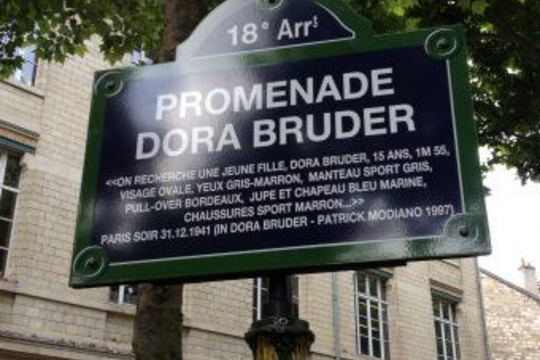 18° Arrt
PROMENADE
DORA BRUDER
<<ON RECHERCHE UNE JEUNE FILLE, DORA BRUDER, 15 ANS, 1M 55,
VISAGE OVALE, YEUX GRIS-MARRON, MANTEAU SPORT GRIS,
PULL-OVER BORDEAUX, JUPE ET CHAPEAU BLEU MARINE,
CHAUSSURES SPORT MARRON...>>
PARIS SOIR 31.12.1941 (IN DORA BRUDER - PATRICK MODIANO 1997)